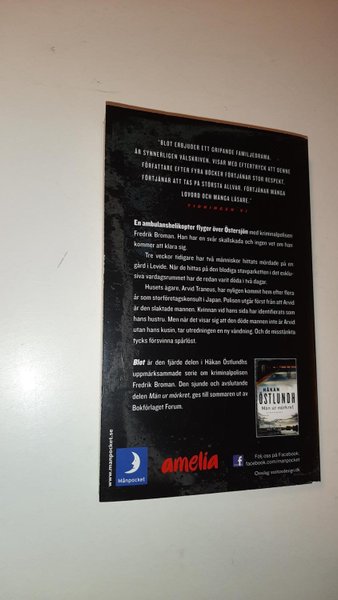 "BLOT ERBJUDER ETT GRIPANDE FAMILJEDRAMA.
ÄR SYNNERLIGEN VÄLSKRIVEN. VISAR MED EFTERTRYCK ATT DENNE
FÖRFATTARE EFTER FYRA BÖCKER FÖRTJÄNAR STOR RESPEKT,
FÖRTJÄNAR ATT TAS PÅ STÖRSTA ALLVAR. FÖRTJÄNAR MÅNGA
LOVORD OCH MÅNGA LÄSARE."
TIDNINGEN
En ambulanshelikopter flyger över Östersjön med kriminalpolisen
Fredrik Broman. Han har en svår skallskada och ingen vet om han
kommer att klara sig.
Tre veckor tidigare har två människor hittats mördade på en
gård i Levide. När de hittas på den blodiga stavparketten i det exklu-
siva vardagsrummet har de redan varit döda i två dagar.
Husets ägare, Arvid Traneus, har nyligen kommit hem efter flera
år som storföretagskonsult i Japan. Polisen utgår först från att Arvid
är den slaktade mannen. Kvinnan vid hans sida har identifierats som
hans hustru. Men när det visar sig att den döde mannen inte är Arvid
utan hans kusin, tar utredningen en ny vändning. Och de misstänkta
tycks försvinna spårlöst.
Blot är den fjärde delen i Håkan Östlundhs
uppmärksammade serie om kriminalpolisen
Fredrik Broman. Den sjunde och avslutande
delen Män ur mörkret, ges till sommaren ut av
Bokförlaget Forum.
HÅKAN
ÖSTLUNDH
Män ur mörkret
www.manpocket.se
Månpocket
amelia
f
Följ oss på Facebook:
facebook.com/manpocket